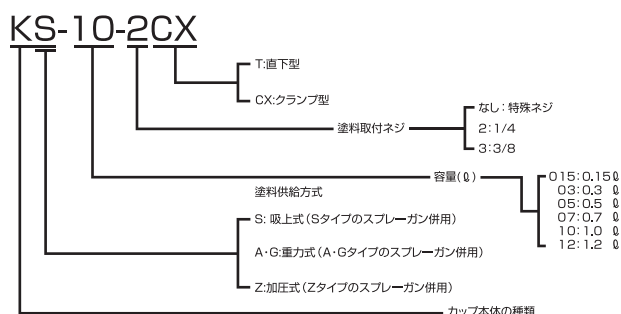 KS-10-2CX
T:直下型
CX:クランプ型
塗料取付ネジ
なし:特殊ネジ
2:1/4
3:3/8
容量(ℓ)
015:0.15ℓ
03:0.3 ℓ
05:0.5 ℓ
07:0.7 ℓ
10:1.0 ℓ
12:1.2 ℓ
塗料供給方式
S: 吸上式(Sタイプのスプレーガン併用)
A・G:重力式(A・Gタイプのスプレーガン併用)
Z:加圧式(Zタイプのスプレーガン併用)
カップ本体の種類